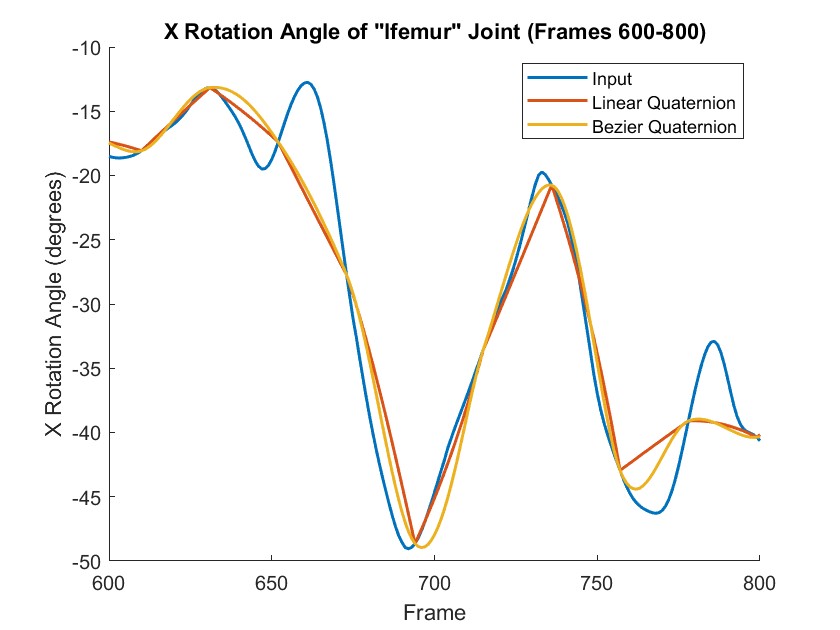 X Rotation Angle of "lfemur" Joint (Frames 600-800)
-10
-15
-20
-25
-30
-35
-40
-45
-50
600
650
700
750
800
X Rotation Angle (degrees)
Frame
Input
Linear Quaternion
Bezier Quaternion